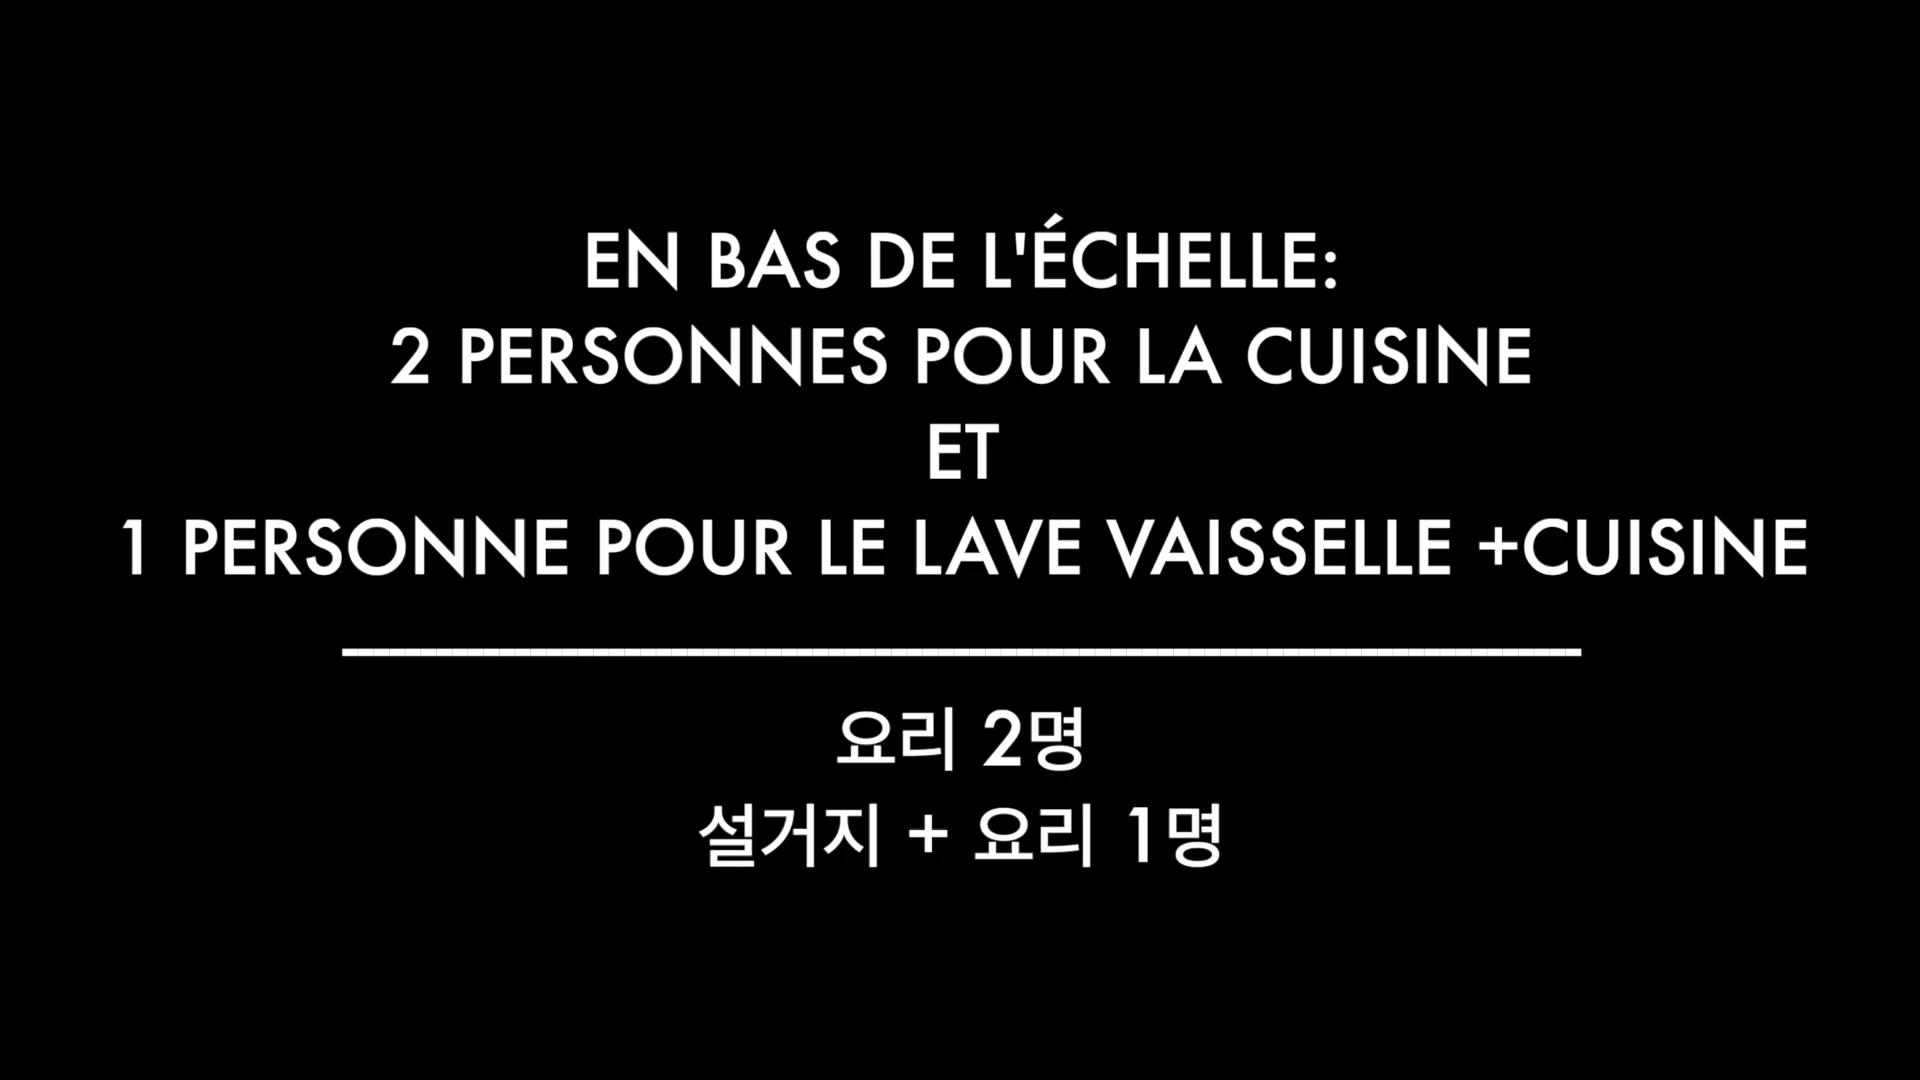 EN BAS DE L'ÉCHELLE:
2 PERSONNES POUR LA CUISINE
ET
1 PERSONNE POUR LE LAVE VAISSELLE +CUISINE
요리 2명
설거지 + 요리 1명